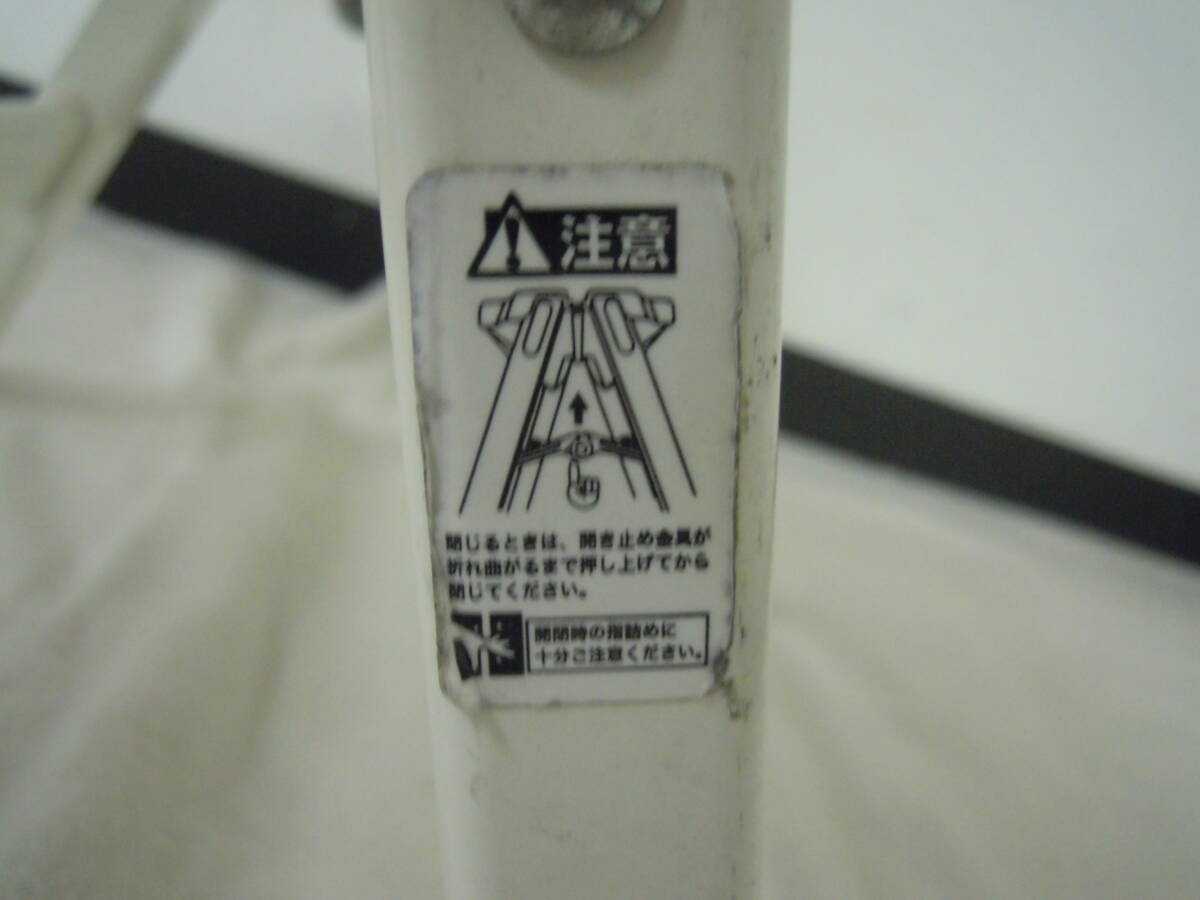 注意
閉じるときは、開き止め金具が
折れ曲がるまで押し上げてから
閉じてください。
開閉時の指詰めに
十分ご注意ください。